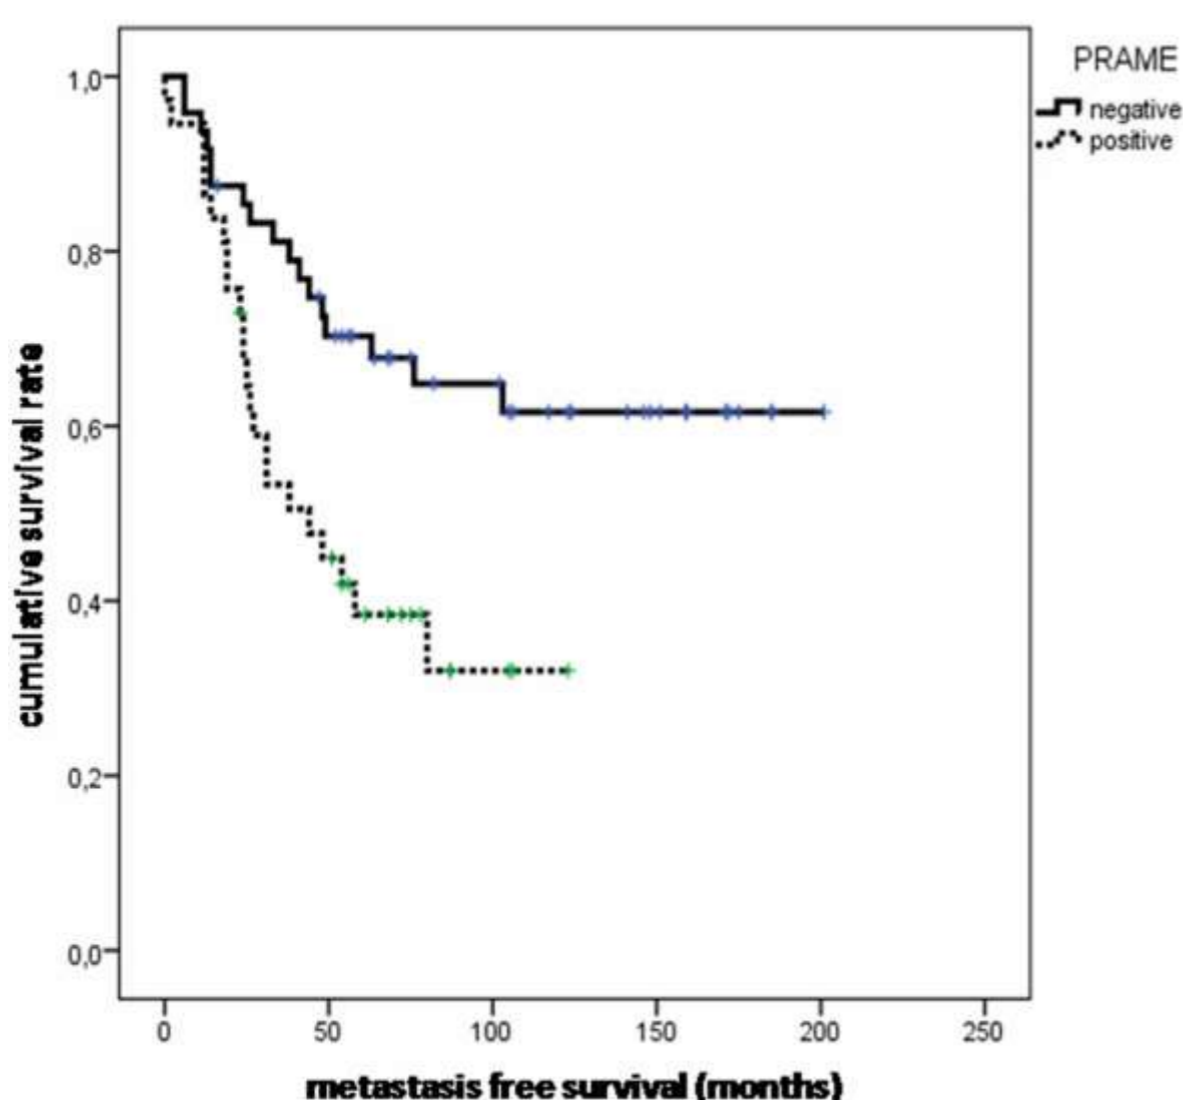 PRAME
negative
positive
1,0
0,8
0,6
0,4
0,2
0,0
cumulative survival rate
0 50 100 150 200 250
metastasis free survival (months)